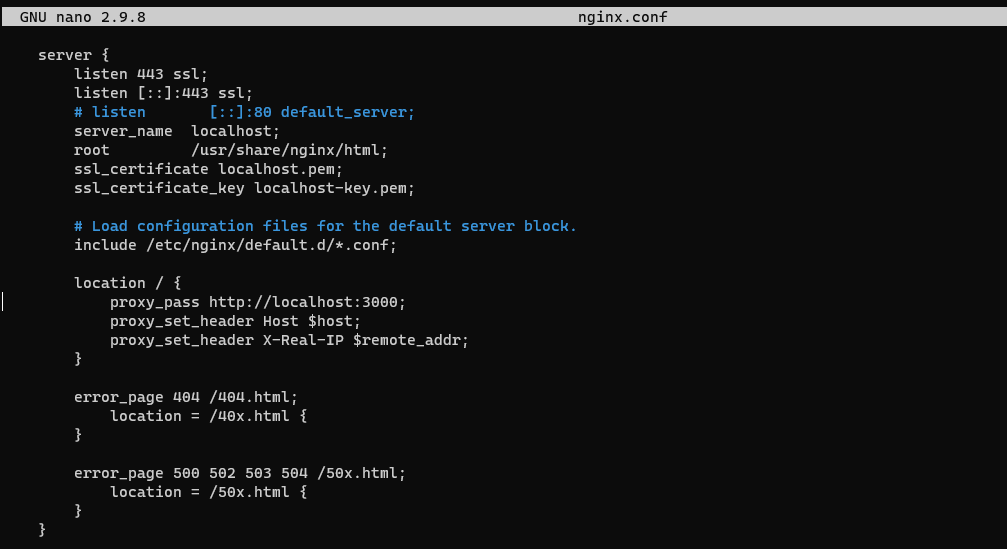 GNU nano 2.9.8 nginx.conf
server {
listen 443 ssl;
listen [::]:443 ssl;
# listen       [::]:80 default_server;
server_name  localhost;
root         /usr/share/nginx/html;
ssl_certificate localhost.pem;
ssl_certificate_key localhost-key.pem;
# Load configuration files for the default server block.
include /etc/nginx/default.d/*.conf;
location / {
proxy_pass http://localhost:3000;
proxy_set_header Host $host;
proxy_set_header X-Real-IP $remote_addr;
}
error_page 404 /404.html;
location = /40x.html {
}
error_page 500 502 503 504 /50x.html;
location = /50x.html {
}
}